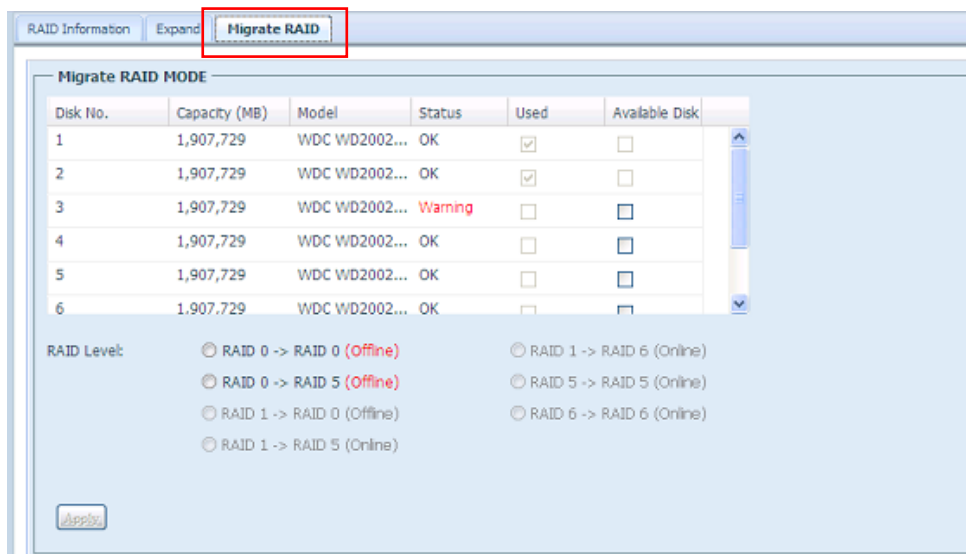 RAID Information Expand Migrate RAID
Migrate RAID MODE
Disk No. Capacity (MB) Model Status Used Available Disk
1 1,907,729 WDC WD2002... OK
2 1,907,729 WDC WD2002... OK
3 1,907,729 WDC WD2002... Warning
4 1,907,729 WDC WD2002... OK
5 1,907,729 WDC WD2002... OK
6 1,907,729 WDC WD2002... OK
RAID Level: RAID 0 -> RAID 0 (Offline) RAID 1 -> RAID 6 (Online)
RAID 0 -> RAID 5 (Offline) RAID 5 -> RAID 5 (Online)
RAID 1 -> RAID 0 (Offline) RAID 6 -> RAID 6 (Online)
RAID 1 -> RAID 5 (Online)
Apply